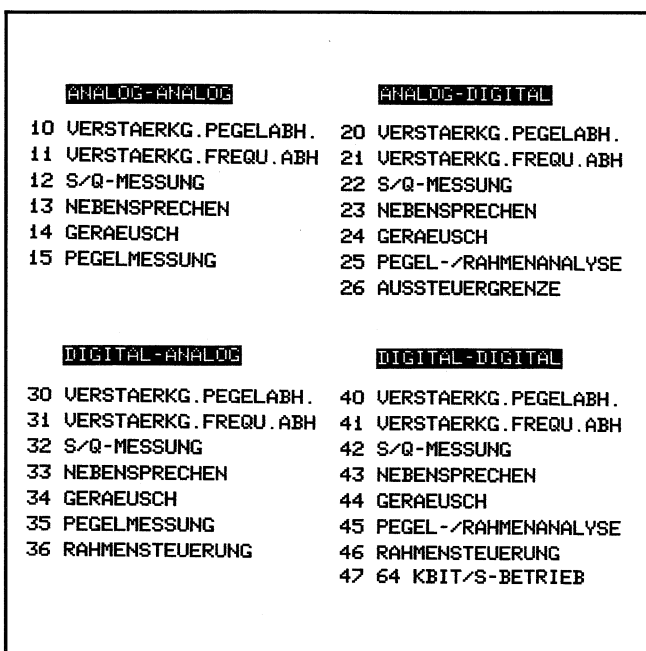 ANALOG-ANALOG
10 VERSTAERKG.PEGELABH.
11 VERSTAERKG.FREQU.ABH
12 S/Q-MESSUNG
13 NEBENSPRECHEN
14 GERAEUSCH
15 PEGELMESSUNG
ANALOG-DIGITAL
20 VERSTAERKG.PEGELABH.
21 VERSTAERKG.FREQU.ABH
22 S/Q-MESSUNG
23 NEBENSPRECHEN
24 GERAEUSCH
25 PEGEL-/RAHMENANALYSE
26 AUSSTEUERGRENZE
DIGITAL-ANALOG
30 VERSTAERKG.PEGELABH.
31 VERSTAERKG.FREQU.ABH
32 S/Q-MESSUNG
33 NEBENSPRECHEN
34 GERAEUSCH
35 PEGELMESSUNG
36 RAHMENSTEUERUNG
DIGITAL-DIGITAL
40 VERSTAERKG.PEGELABH.
41 VERSTAERKG.FREQU.ABH
42 S/Q-MESSUNG
43 NEBENSPRECHEN
44 GERAEUSCH
45 PEGEL-/RAHMENANALYSE
46 RAHMENSTEUERUNG
47 64 KBIT/S-BETRIEB